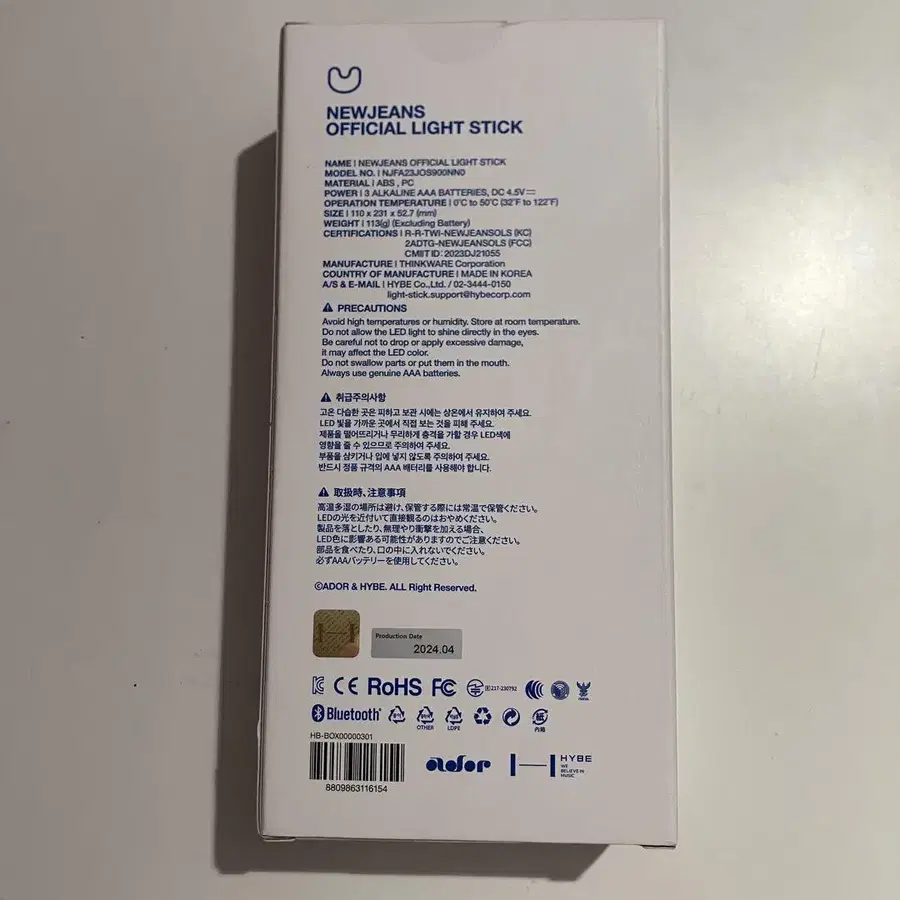 NEWJEANS
OFFICIAL LIGHT STICK
NAME | NEWJEANS OFFICIAL LIGHT STICK
MODEL NO. | NJFA23JOS900NN0
MATERIAL | ABS , PC
POWER | 3 ALKALINE AAA BATTERIES, DC 4.5V⎓
OPERATION TEMPERATURE | 0℃ to 50℃ (32℉ to 122℉)
SIZE | 110 x 231 x 52.7 (mm)
WEIGHT | 113(g) (Excluding Battery)
CERTIFICATIONS | R-R-TWI-NEWJEANSOLS (KC)
2ADTG-NEWJEANSOLS (FCC)
CMIIT ID: 2023DJ21055
MANUFACTURE | THINKWARE Corporation
COUNTRY OF MANUFACTURE | MADE IN KOREA
A/S & E-MAIL | HYBE Co.,Ltd. / 02-3444-0150
light-stick.support@hybecorp.com
⚠ PRECAUTIONS
Avoid high temperatures or humidity. Store at room temperature.
Do not allow the LED light to shine directly in the eyes.
Be careful not to drop or apply excessive damage,
it may affect the LED color.
Do not swallow parts or put them in the mouth.
Always use genuine AAA batteries.
⚠ 취급주의사항
고온 다습한 곳은 피하고 보관 시에는 상온에서 유지하여 주세요.
LED 빛을 가까운 곳에서 직접 보는 것을 피해 주세요.
제품을 떨어뜨리거나 무리하게 충격을 가할 경우 LED색에
영향을 줄 수 있으므로 주의하여 주세요.
부품을 삼키거나 입에 넣지 않도록 주의하여 주세요.
반드시 정품 규격의 AAA 배터리를 사용해야 합니다.
⚠ 取扱時、注意事項
高温多湿の場所は避け、保管する際には常温で保管ください。
LEDの光を近付いて直接観るのはおやめください。
製品を落としたり、無理やり衝撃を加える場合、
LED色に影響ある可能性がありますのでご注意ください。
部品を食べたり、口の中に入れないでください。
必ずAAAバッテリーを使用してください。
©ADOR & HYBE. ALL Right Reserved.
Production Date
2024.04
CE RoHS FC 217-230792
Bluetooth® OTHER LDPE 紙 内箱
HB-BOX00000301
8809863116154
ador HYBE
WE
BELIEVE IN
MUSIC